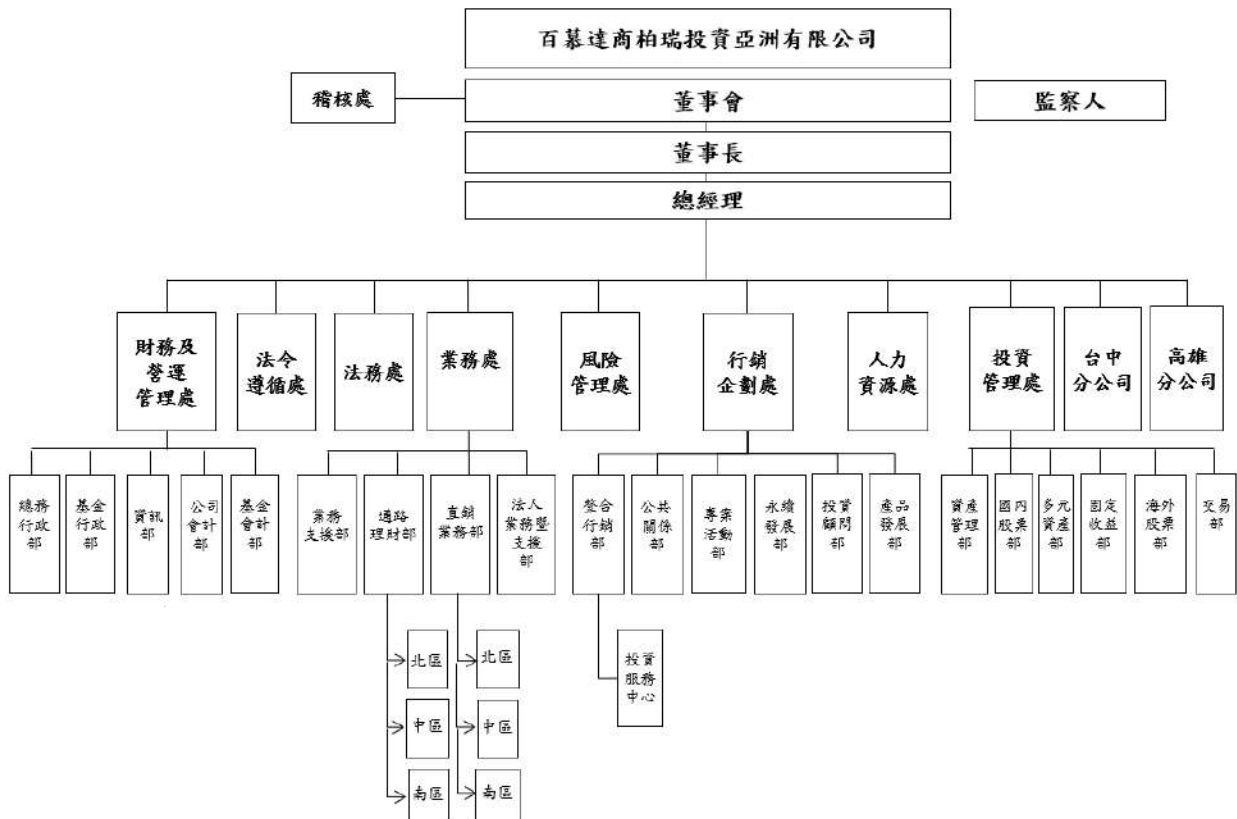 百慕達商柏瑞投資亞洲有限公司
稽核處
董事會
監察人
董事長
總經理
財務及
營運
管理處
法令
遵循處
法務處
業務處
風險
管理處
行銷
企劃處
人力
資源處
投資
管理處
台中
分公司
高雄
分公司
總務
行政
部
基金
行政
部
資訊
部
公司
會計
部
基金
會計
部
業務
支援部
通路
理財部
直銷
業務部
法人
業務暨
支援
部
整合
行銷
部
公共
關係
部
專案
活動
部
永續
發展
部
投資
顧問
部
產品
發展
部
資產
管理
部
國內
股票
部
多元
資產
部
固定
收益
部
海外
股票
部
交易
部
北區
中區
南區
北區
中區
南區
投資
服務
中心